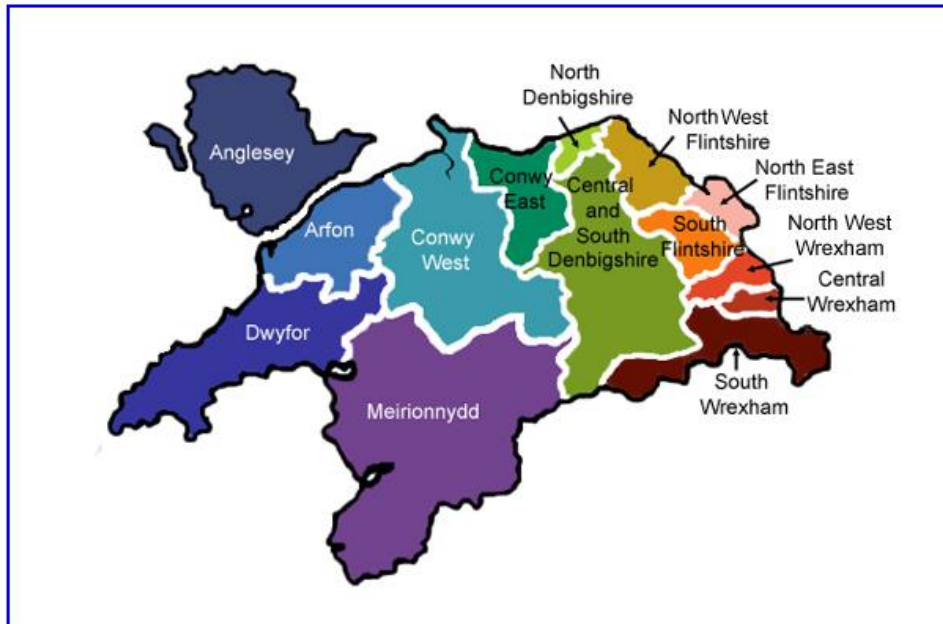 North
Denbigshire
North West
Flintshire
North East
Flintshire
Anglesey
Conwy
East
Central
and
South
Denbigshire
South
Flintshire
North West
Wrexham
Arfon
Conwy
West
Central
Wrexham
Dwyfor
South
Wrexham
Meirionnydd